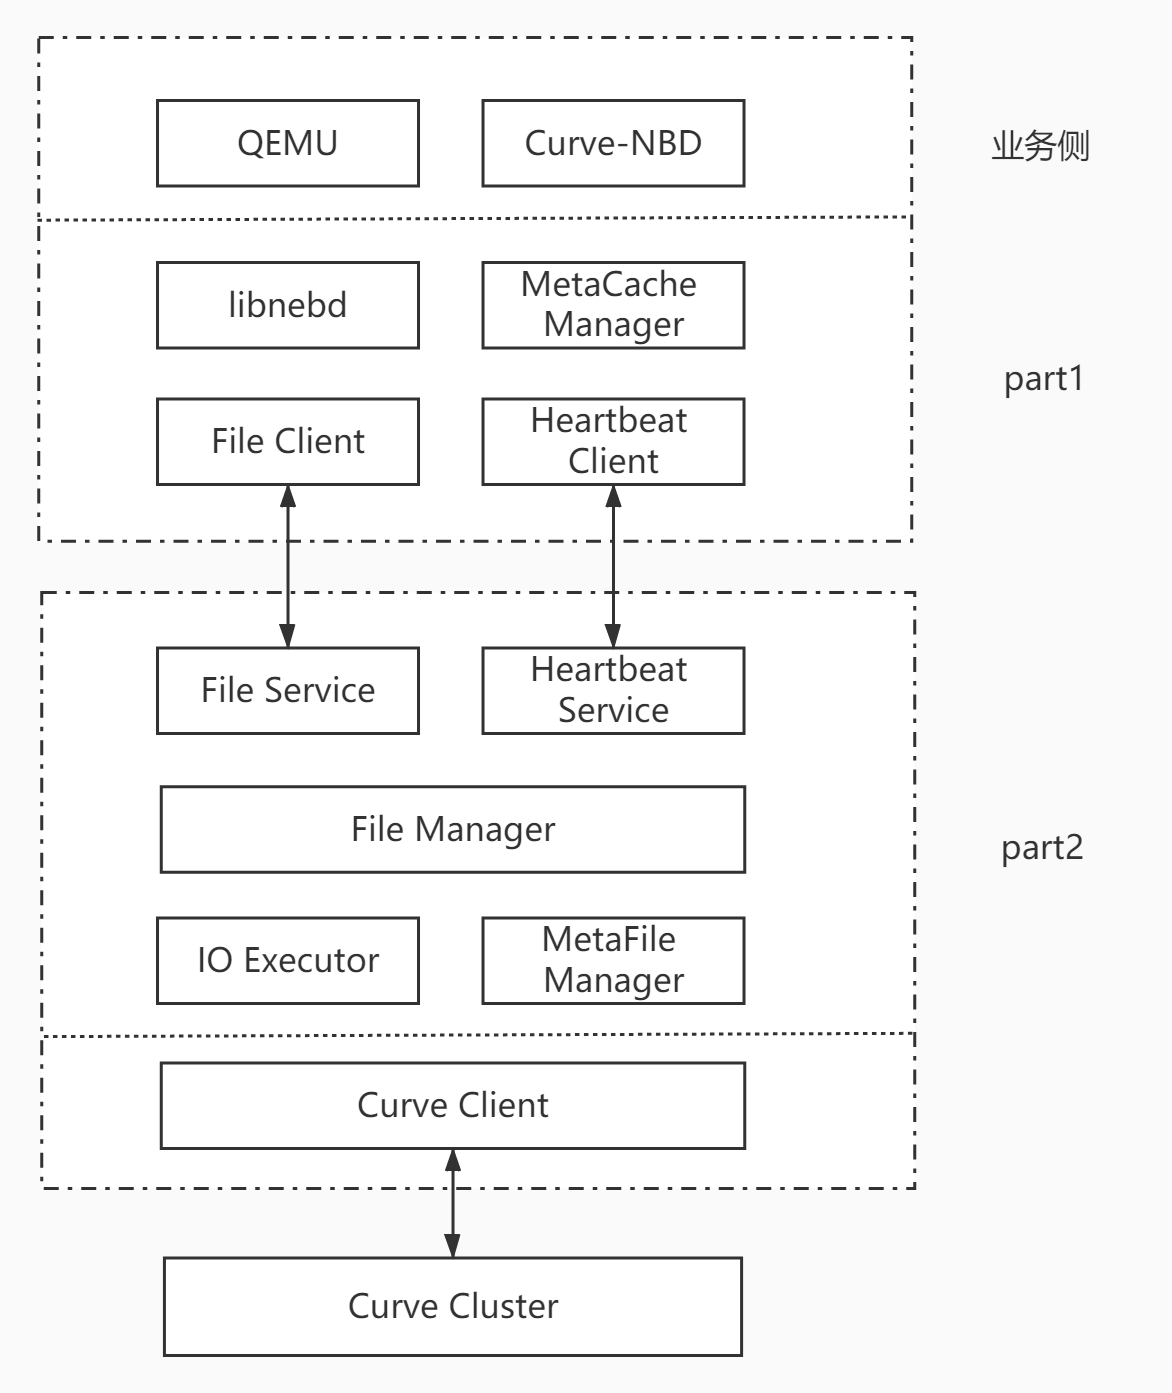 QEMU
Curve-NBD
业务侧
libnebd
MetaCache
Manager
part1
File Client
Heartbeat
Client
File Service
Heartbeat
Service
File Manager
part2
IO Executor
MetaFile
Manager
Curve Client
Curve Cluster